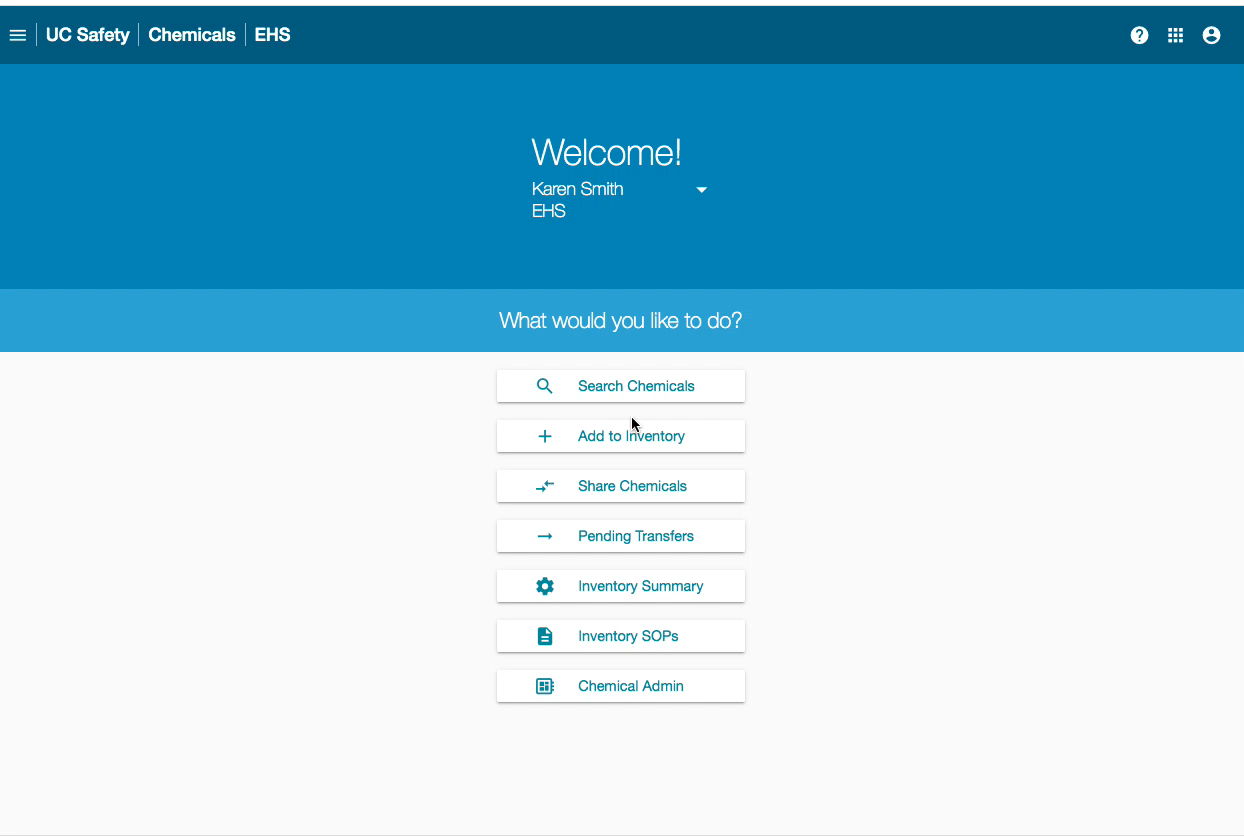 UC Safety Chemicals EHS
Welcome!
Karen Smith
EHS
What would you like to do?
Search Chemicals
Add to Inventory
Share Chemicals
Pending Transfers
Inventory Summary
Inventory SOPs
Chemical Admin